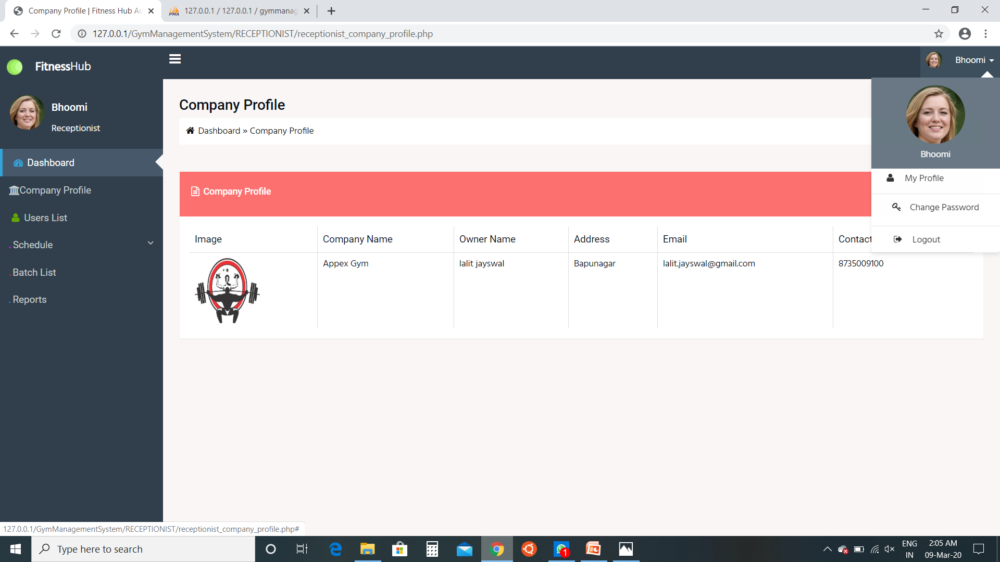 Company Profile | Fitness Hub Ad
127.0.0.1 / 127.0.0.1 / gymmanag
127.0.0.1/GymManagementSystem/RECEPTIONIST/receptionist_company_profile.php
FitnessHub
Bhoomi
Bhoomi
Receptionist
Dashboard
Company Profile
Users List
Schedule
Batch List
Reports
Company Profile
Dashboard » Company Profile
Company Profile
Image Company Name Owner Name Address Email Contact
Appex Gym lalit jayswal Bapunagar lalit.jayswal@gmail.com 8735009100
Bhoomi
My Profile
Change Password
Logout
127.0.0.1/GymManagementSystem/RECEPTIONIST/receptionist_company_profile.php#
Type here to search
1
ENG
IN
2:05 AM
09-Mar-20